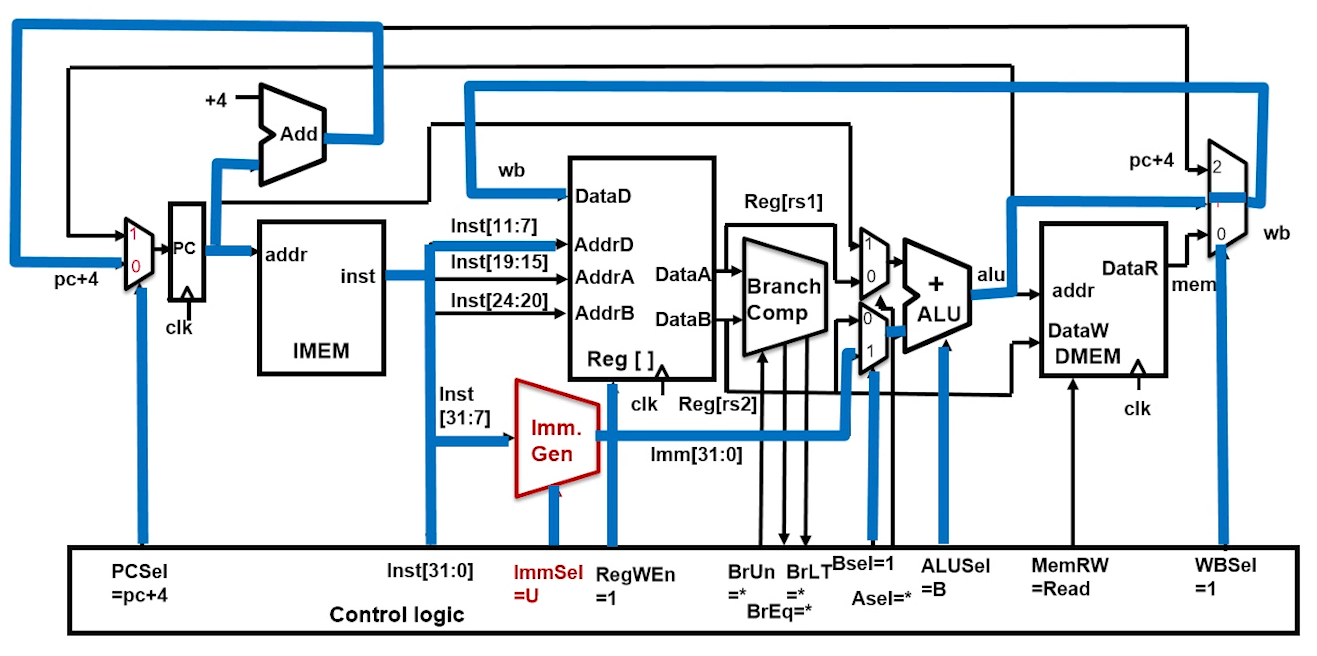 +4
Add
pc+4
2
1
0
wb
pc+4
1
0
PC
clk
addr
inst
IMEM
Inst[11:7]
Inst[19:15]
Inst[24:20]
Inst
[31:7]
wb
DataD
AddrD
AddrA
AddrB
DataA
DataB
Reg [ ]
clk
Reg[rs1]
Reg[rs2]
Branch
Comp
1
0
0
1
+
ALU
alu
addr
DataR
DataW
DMEM
clk
mem
Imm.
Gen
Imm[31:0]
PCSel
=pc+4
Inst[31:0]
ImmSel
=U
RegWEn
=1
BrUn
=*
BrLT
=*
BrEq=*
Bsel=1
Asel=*
ALUSel
=B
MemRW
=Read
WBSel
=1
Control logic